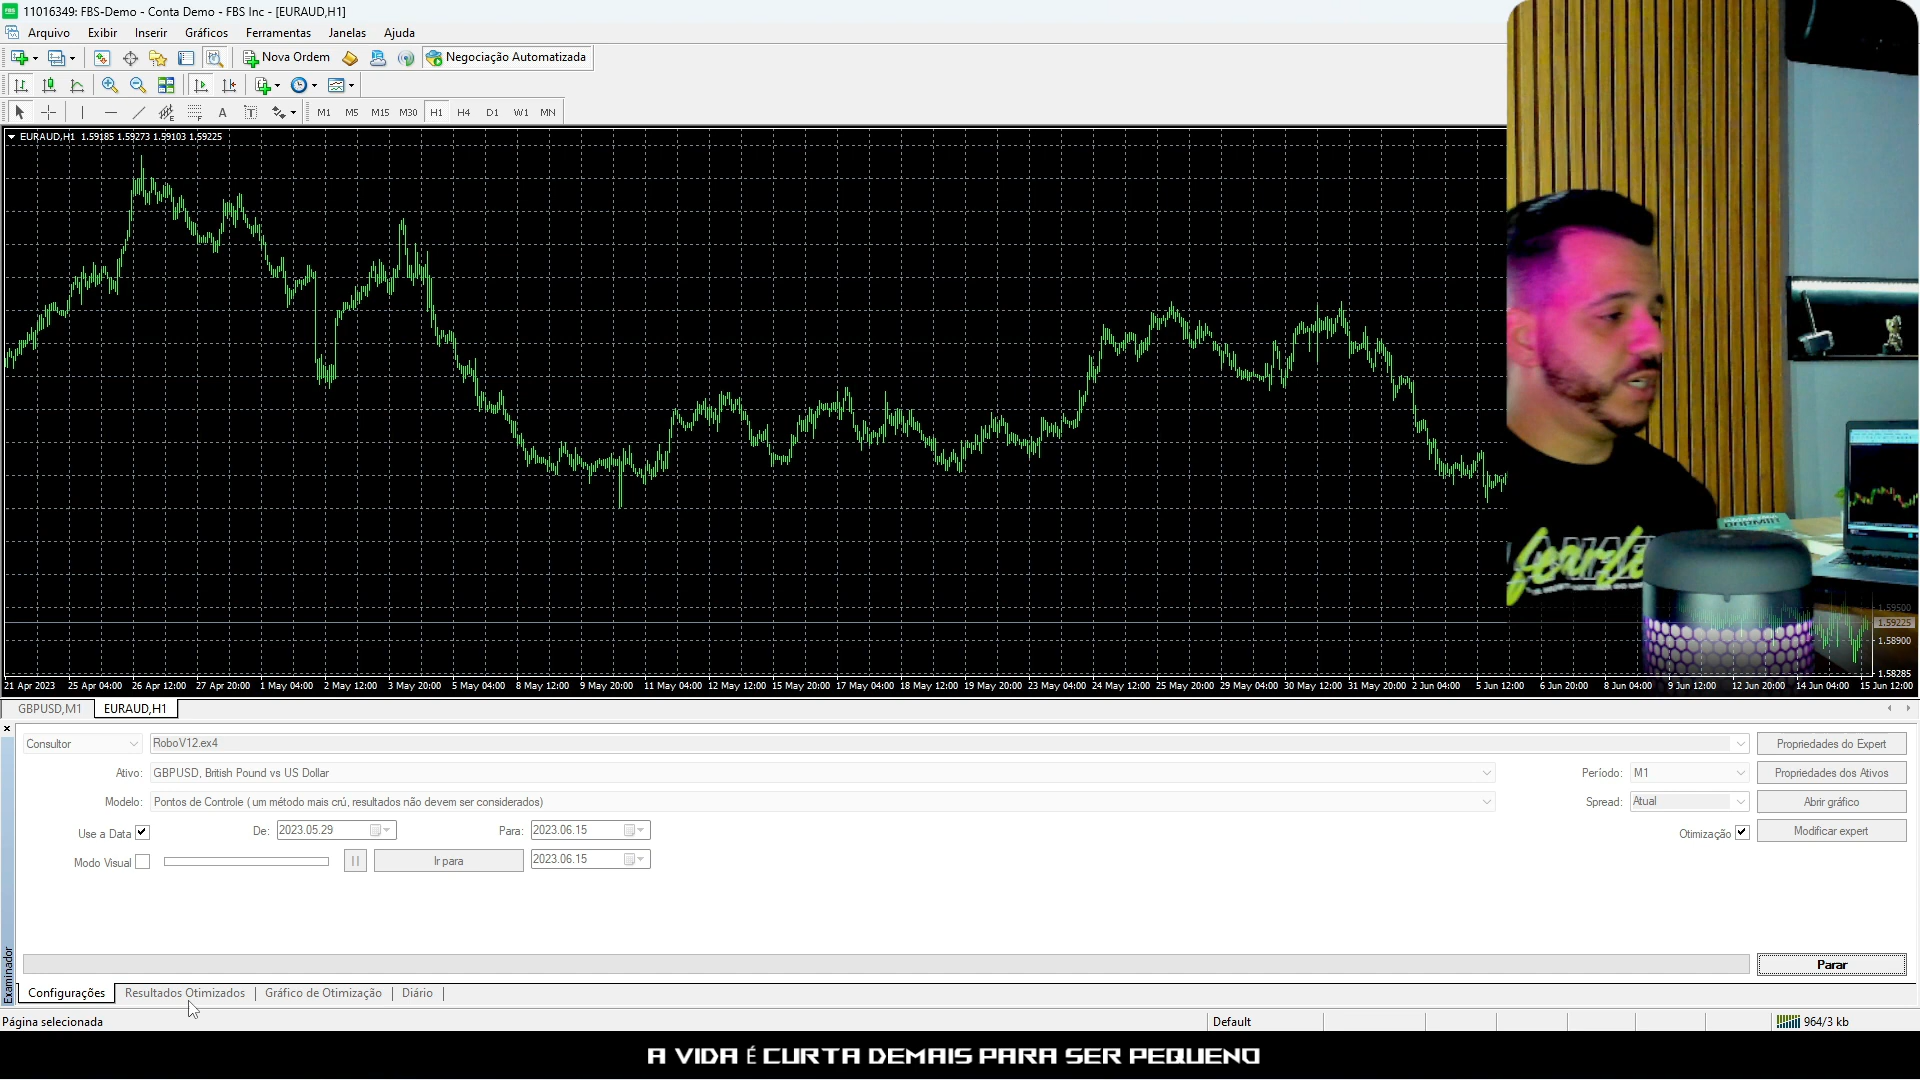 11016349: FBS-Demo - Conta Demo - FBS Inc - [EURAUD,H1]
Arquivo Exibir Inserir Gráficos Ferramentas Janelas Ajuda
Nova Ordem Negociação Automatizada
A T M1 M5 M15 M30 H1 H4 D1 W1 MN
EURAUD,H1 1.59185 1.59273 1.59103 1.59225
1.59500
1.59225
1.58900
1.58285
21 Apr 2023 25 Apr 04:00 26 Apr 12:00 27 Apr 20:00 1 May 04:00 2 May 12:00 3 May 20:00 5 May 04:00 8 May 12:00 9 May 20:00 11 May 04:00 12 May 12:00 15 May 20:00 17 May 04:00 18 May 12:00 19 May 20:00 23 May 04:00 24 May 12:00 25 May 20:00 29 May 04:00 30 May 12:00 31 May 20:00 2 Jun 04:00 5 Jun 12:00 6 Jun 20:00 8 Jun 04:00 9 Jun 12:00 12 Jun 20:00 14 Jun 04:00 15 Jun 12:00
GBPUSD,M1 EURAUD,H1
Consultor RoboV12.ex4 Propriedades do Expert
Ativo: GBPUSD, British Pound vs US Dollar Período: M1 Propriedades dos Ativos
Modelo: Pontos de Controle ( um método mais crú, resultados não devem ser considerados) Spread: Atual Abrir gráfico
Use a Data De: 2023.05.29 Para: 2023.06.15 Otimização Modificar expert
Modo Visual Ir para 2023.06.15
Parar
Examinador
Configurações Resultados Otimizados Gráfico de Otimização Diário
Página selecionada Default 964/3 kb
A VIDA É CURTA DEMAIS PARA SER PEQUENO